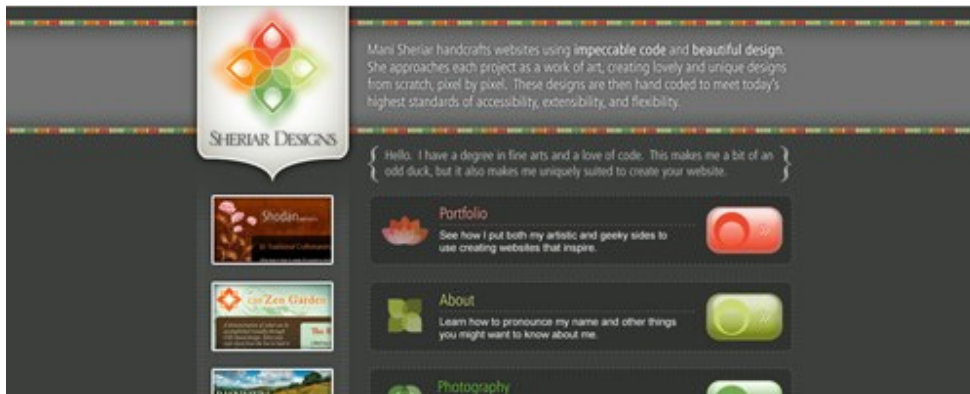 Mani Sheriar handcrafts websites using impeccable code and beautiful design.
She approaches each project as a work of art, creating lovely and unique designs
from scratch, pixel by pixel. These designs are then hand coded to meet today's
highest standards of accessibility, extensibility, and flexibility.
SHERIAR DESIGNS
{ Hello. I have a degree in fine arts and a love of code. This makes me a bit of an
odd duck, but it also makes me uniquely suited to create your website. }
Shodan
Portfolio
See how I put both my artistic and geeky sides to
use creating websites that inspire.
»
Zen Garden
About
Learn how to pronounce my name and other things
you might want to know about me.
»
Photography